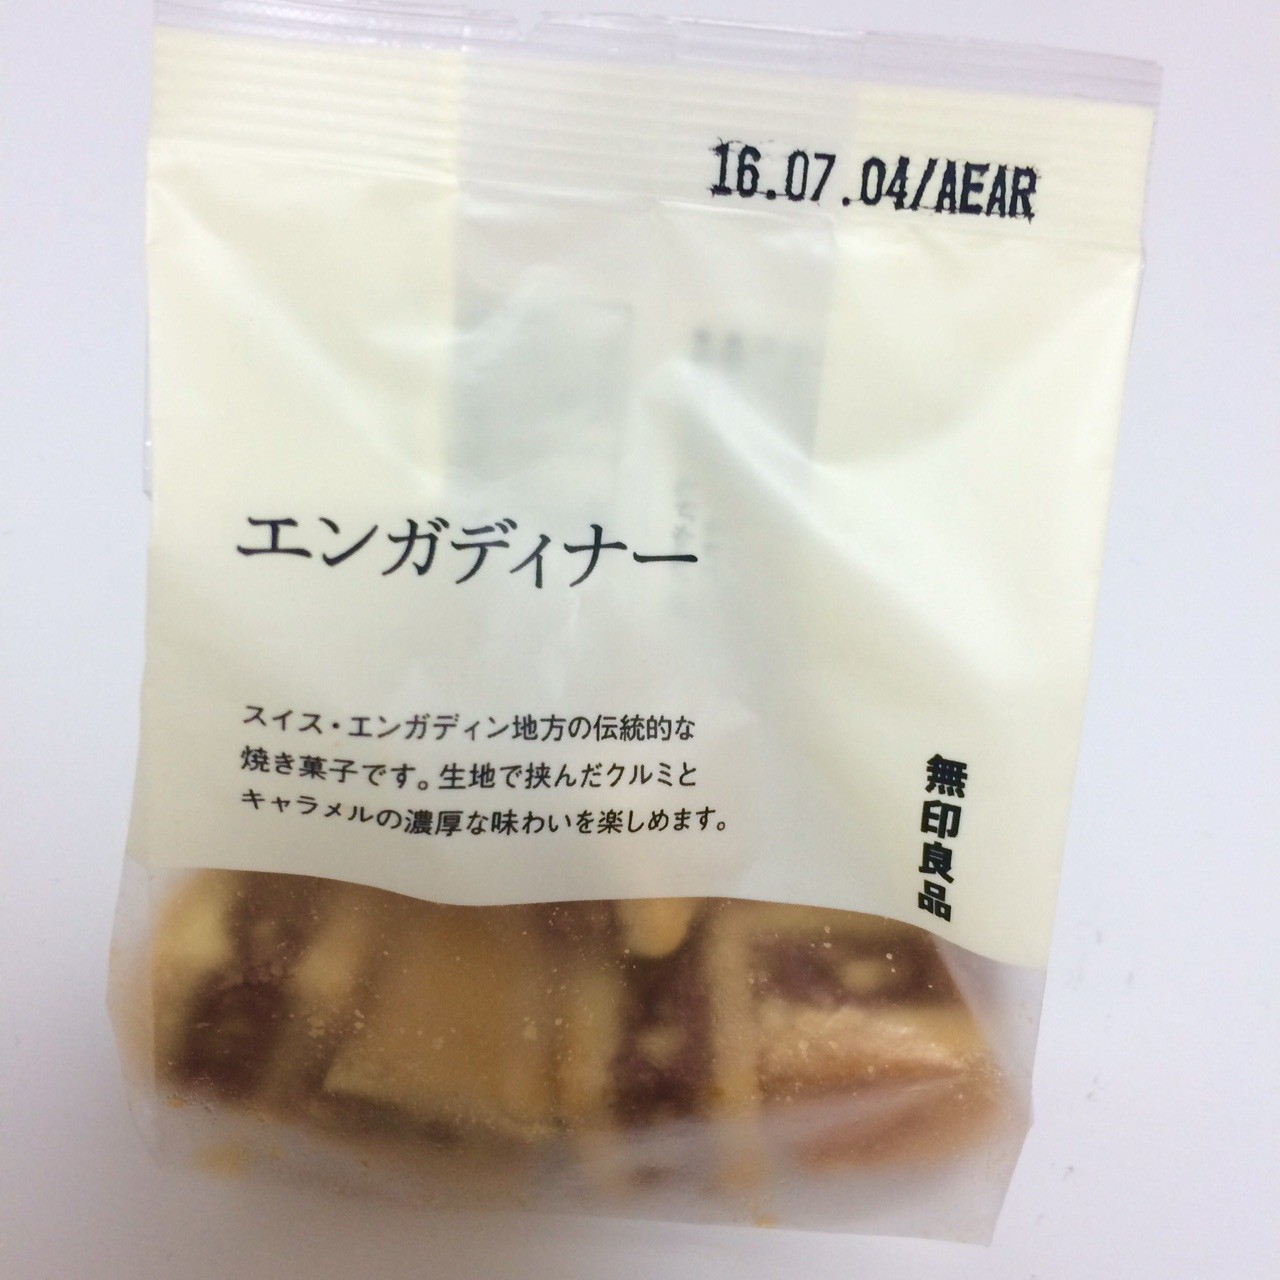 16.07.04/AEAR
エンガディナー
スイス・エンガディン地方の伝統的な
焼き菓子です。生地で挟んだクルミと
キャラメルの濃厚な味わいを楽しめます。
無印良品